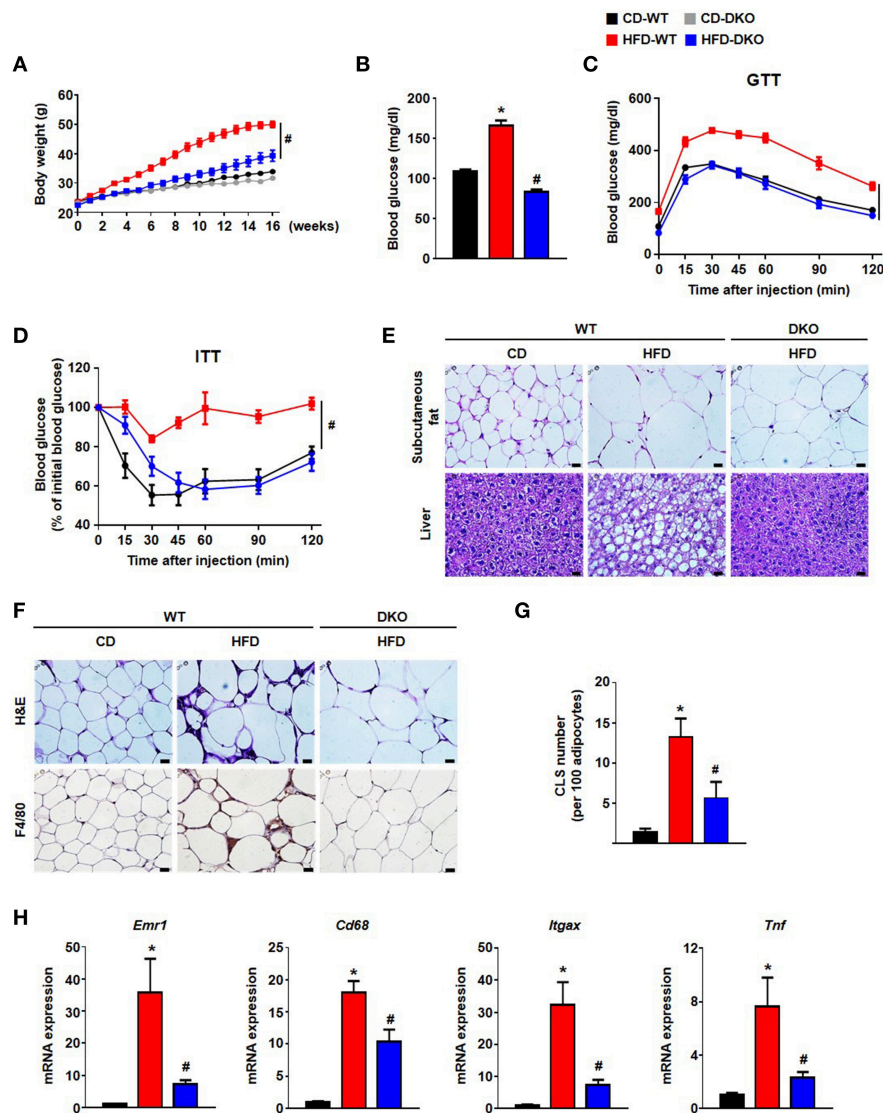 CD-WT CD-DKO
HFD-WT HFD-DKO
A
Body weight (g)
60
50
40
30
20
0 2 4 6 8 10 12 14 16 (weeks)
#
B
Blood glucose (mg/dl)
200
150
100
50
0
*
#
C
GTT
Blood glucose (mg/dl)
600
400
200
0
0 15 30 45 60 90 120
Time after injection (min)
D
ITT
Blood glucose
(% of initial blood glucose)
120
100
80
60
40
0 15 30 45 60 90 120
Time after injection (min)
#
E
WT DKO
CD HFD HFD
Subcutaneous
fat
Liver
F
WT DKO
CD HFD HFD
H&E
F4/80
G
CLS number
(per 100 adipocytes)
20
15
10
5
*
#
H
Emr1
mRNA expression
50
40
30
20
10
0
*
#
Cd68
mRNA expression
25
20
15
10
5
0
*
#
Itgax
mRNA expression
50
40
30
20
10
0
*
#
Tnf
mRNA expression
12
8
4
0
*
#